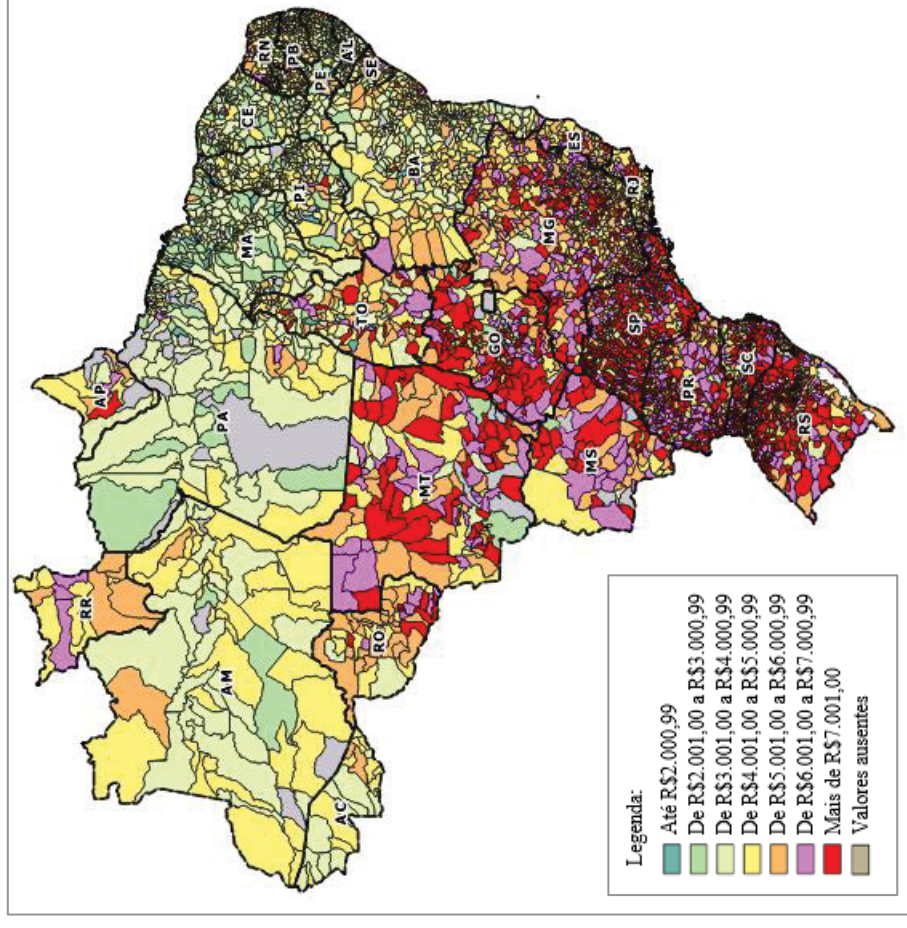 RR
AP
AM
PA
AC
RO
MT
TO
MA
PI
CE
RN
PB
PE
AL
SE
BA
GO
MG
ES
RJ
MS
SP
PR
SC
RS
Legenda:
Até R$2.000,99
De R$2.001,00 a R$3.000,99
De R$3.001,00 a R$4.000,99
De R$4.001,00 a R$5.000,99
De R$5.001,00 a R$6.000,99
De R$6.001,00 a R$7.000,99
Mais de R$7.001,00
Valores ausentes